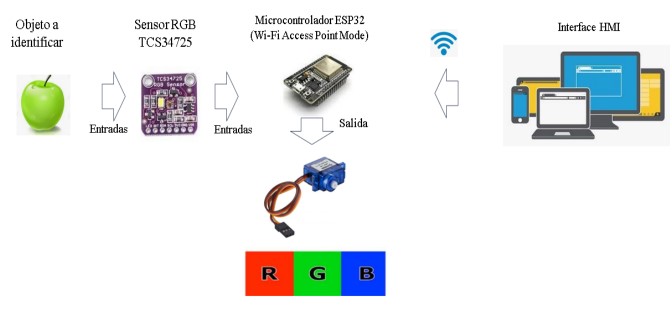 Objeto a
identificar
Sensor RGB
TCS34725
Microcontrolador ESP32
(Wi-Fi Access Point Mode)
Interface HMI
TCS34725
RGB Sensor
Entradas
Entradas
Salida
R G B